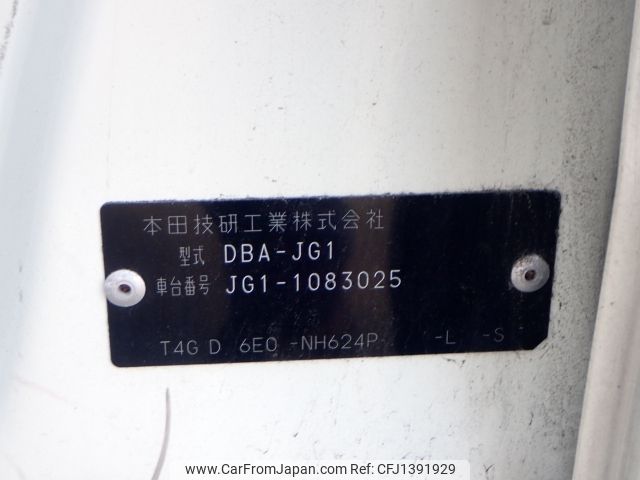 本田技研工業株式会社
型式 DBA-JG1
車台番号 JG1-1083025
T4G D 6E0 -NH624P -L -S
www.CarFromJapan.com - CFJ1391929